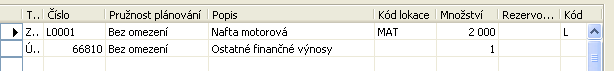 T... Číslo Pružnost plánování Popis Kód lokace Množství Rezervo... Kód
Z... L0001 Bez omezení Nafta motorová MAT 2 000 L
Ú... 66810 Bez omezení Ostatné finančné výnosy 1